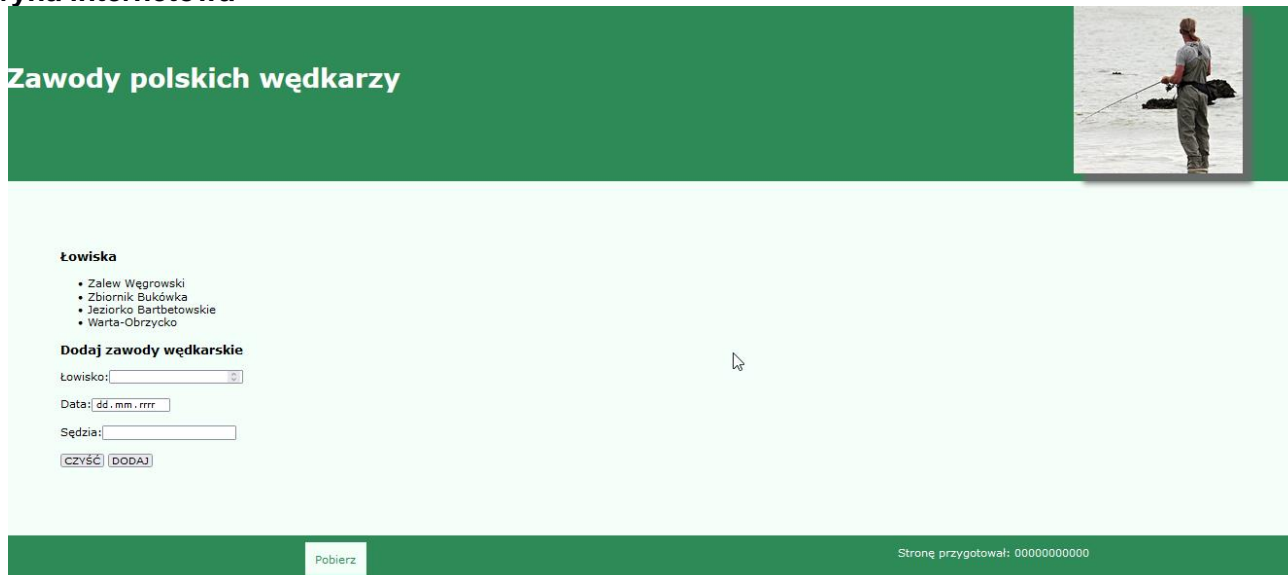 Zawody polskich wędkarzy
Łowiska
Zalew Węgrowski
Zbiornik Bukówka
Jeziorko Bartbetowskie
Warta-Obrzycko
Dodaj zawody wędkarskie
Łowisko:
Data: dd.mm.rrrr
Sędzia:
CZYŚĆ DODAJ
Pobierz
Stronę przygotował: 00000000000